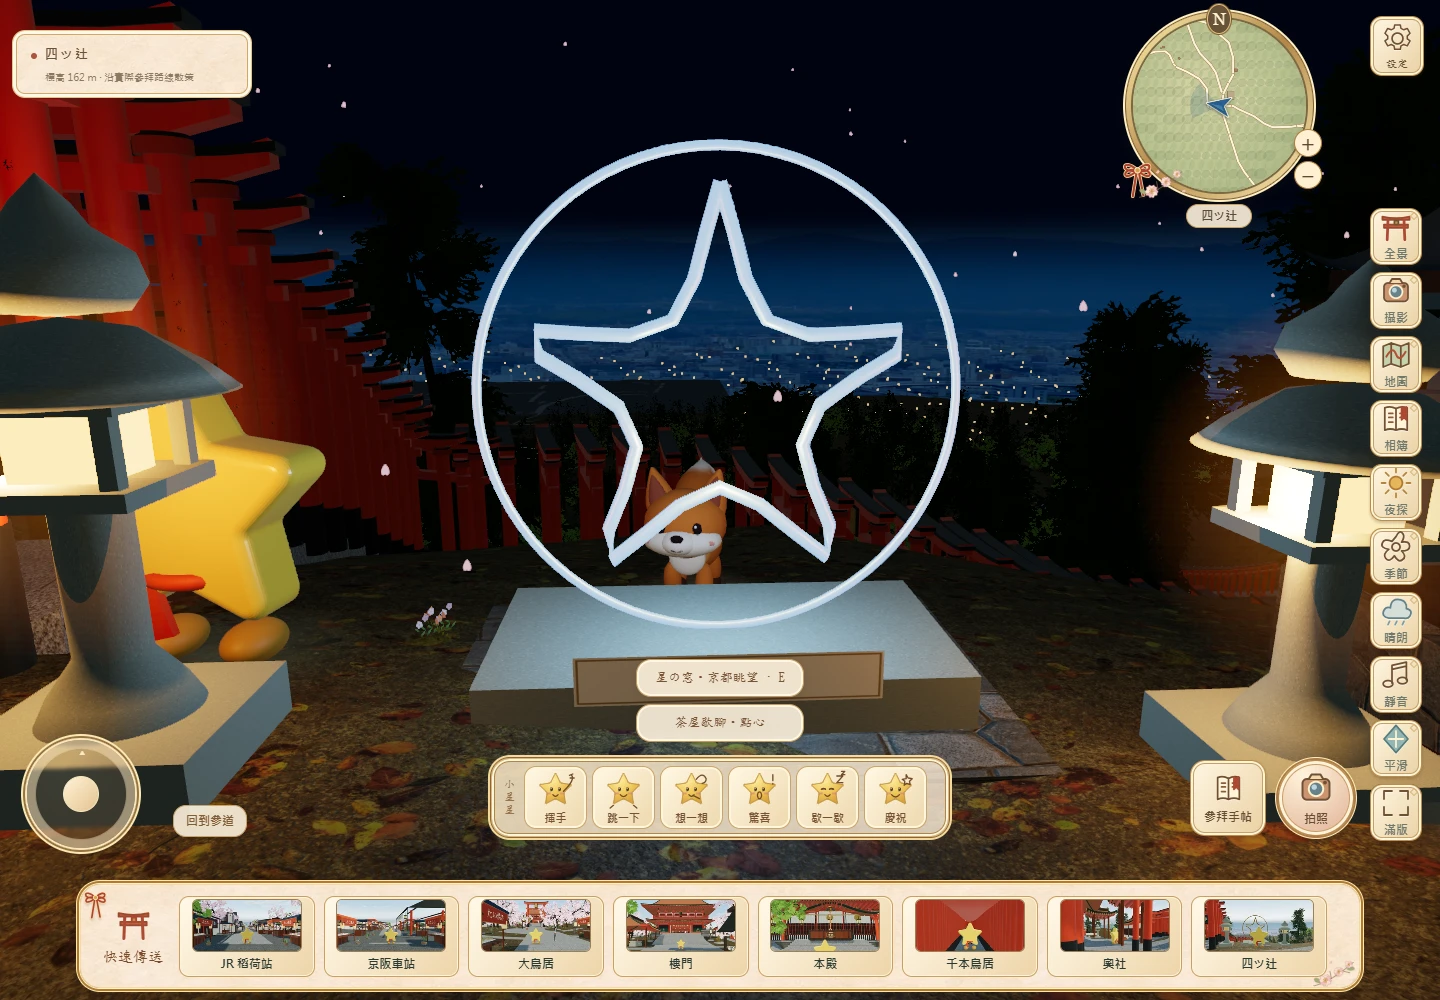 四ッ辻
標高 162 m · 沿實際參拜路線散策
N
設定
+
−
四ッ辻
全景
攝影
地圖
相簿
夜探
季節
晴朗
靜音
平滑
滿版
星の窓・京都眺望 · E
茶屋歇腳・點心
小星星
揮手
跳一下
想一想
驚喜
歇一歇
慶祝
回到參道
參拜手帖
拍照
快速傳送
JR 稻荷站
京阪車站
大鳥居
樓門
本殿
千本鳥居
奧社
四ッ辻